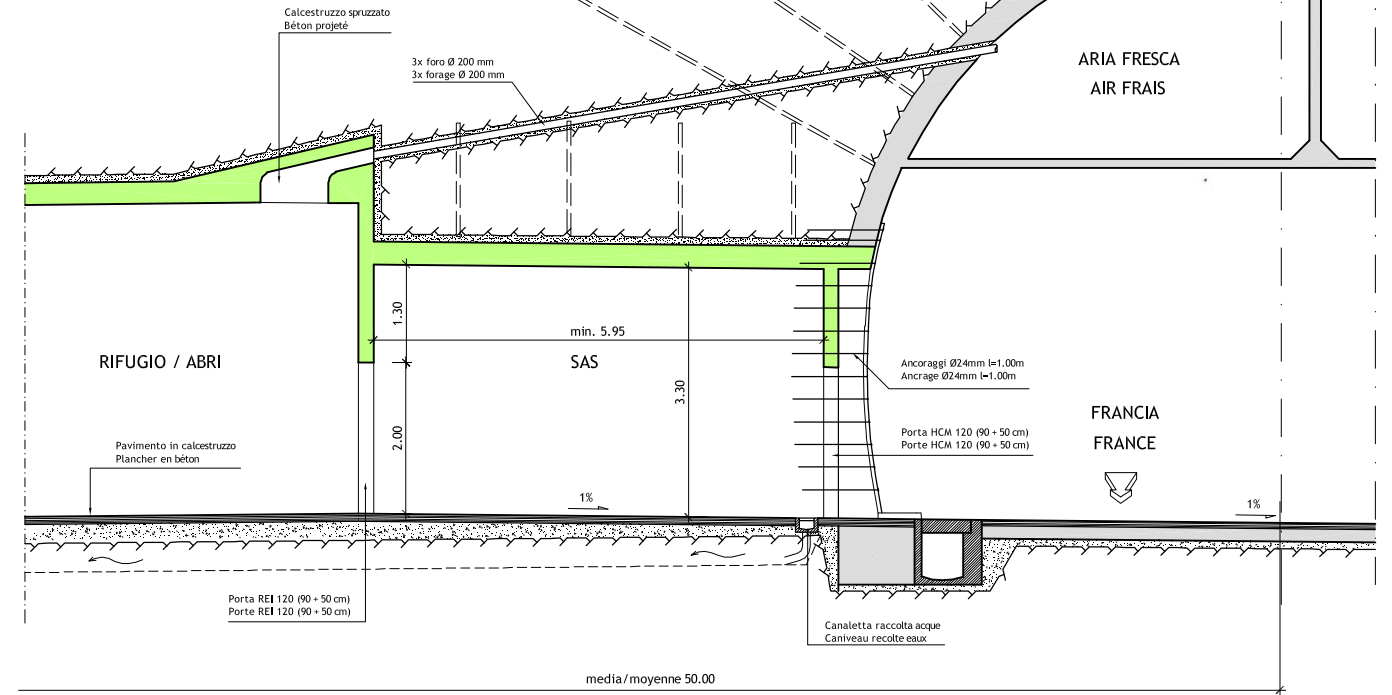 Calcestruzzo spruzzato
Béton projeté
3x foro Ø 200 mm
3x forage Ø 200 mm
ARIA FRESCA
AIR FRAIS
1.30
min. 5.95
RIFUGIO / ABRI
SAS
3.30
2.00
Ancoraggi Ø24mm l=1.00m
Ancrage Ø24mm l=1.00m
FRANCIA
FRANCE
Porta HCM 120 (90 + 50 cm)
Porte HCM 120 (90 + 50 cm)
Pavimento in calcestruzzo
Plancher en béton
1%
1%
Porta REI 120 (90 + 50 cm)
Porte REI 120 (90 + 50 cm)
Canaletta raccolta acque
Caniveau recolte eaux
media/moyenne 50.00